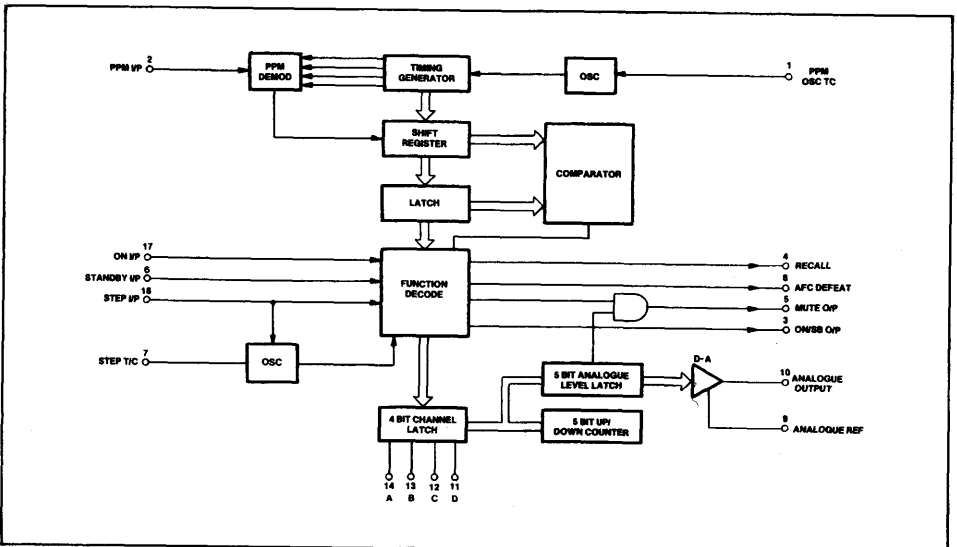 2
PPM I/P
PPM
DEMOD
TIMING
GENERATOR
OSC
1
PPM
OSC TC
SHIFT
REGISTER
COMPARATOR
LATCH
17
ON I/P
6
STANDBY I/P
18
STEP I/P
FUNCTION
DECODE
4
RECALL
8
AFC DEFEAT
5
MUTE O/P
3
ON/SB O/P
7
STEP T/C
OSC
D-A
5 BIT ANALOGUE
LEVEL LATCH
10
ANALOGUE
OUTPUT
4 BIT CHANNEL
LATCH
5 BIT UP/
DOWN COUNTER
9
ANALOGUE REF
14
13
12
11
A
B
C
D